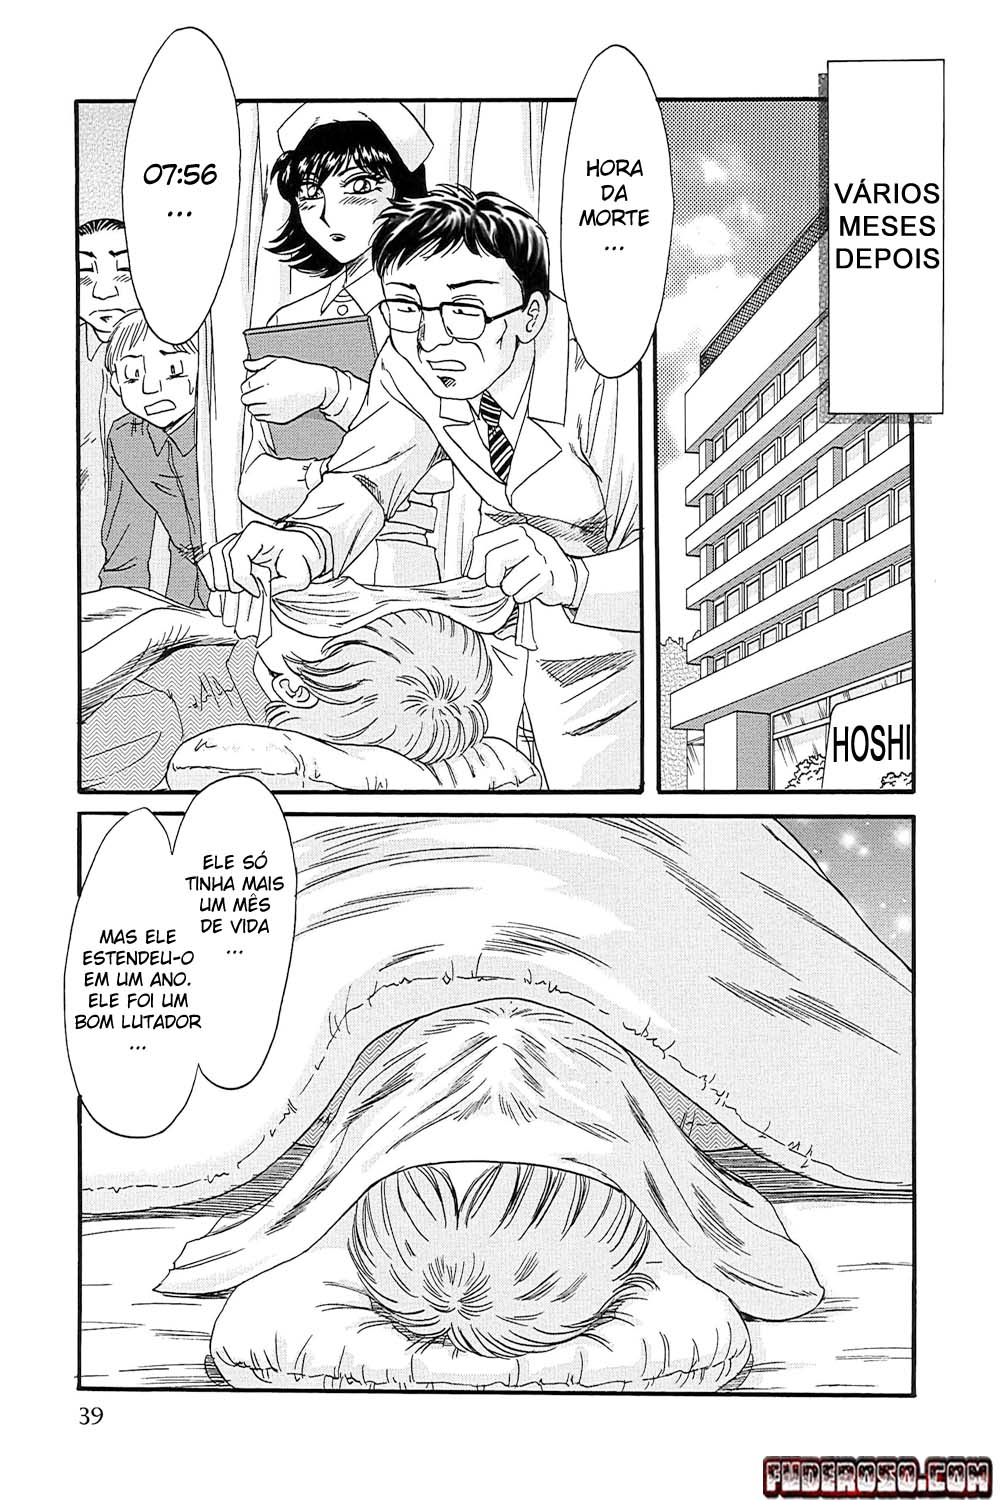 VÁRIOS
MESES
DEPOIS
HOSHI
HORA
DA
MORTE
...
07:56
...
ELE SÓ
TINHA MAIS
UM MÊS
DE VIDA
...
MAS ELE
ESTENDEU-O
EM UM ANO.
ELE FOI UM
BOM LUTADOR
...
39
FUDEROSO.COM